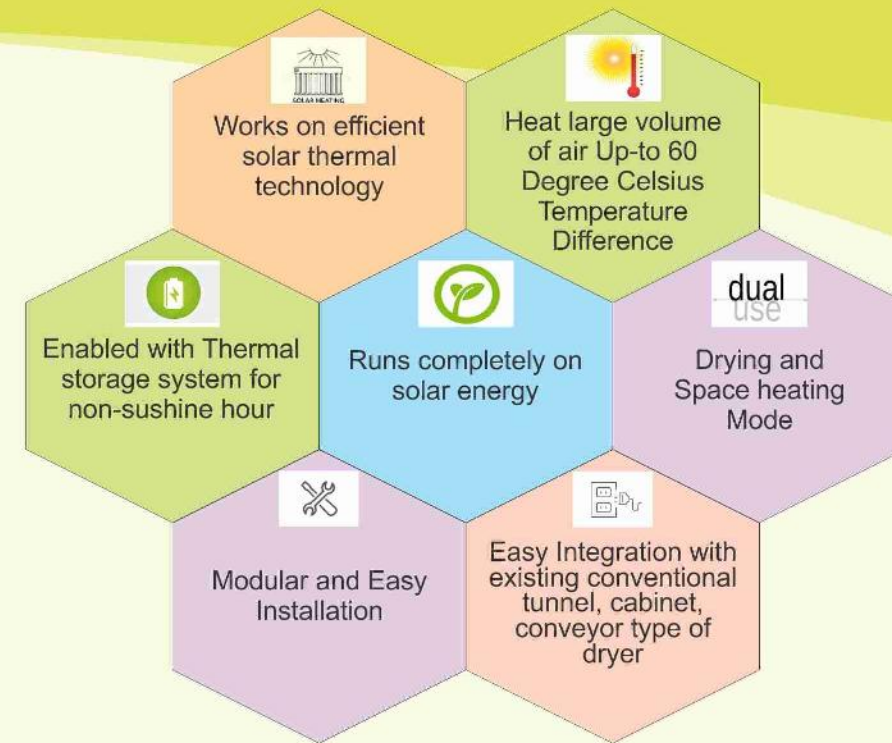 SOLAR HEATING
Works on efficient
solar thermal
technology
Heat large volume
of air Up-to 60
Degree Celsius
Temperature
Difference
Enabled with Thermal
storage system for
non-sushine hour
Runs completely on
solar energy
dual
use
Drying and
Space heating
Mode
Modular and Easy
Installation
Easy Integration with
existing conventional
tunnel, cabinet,
conveyor type of
dryer